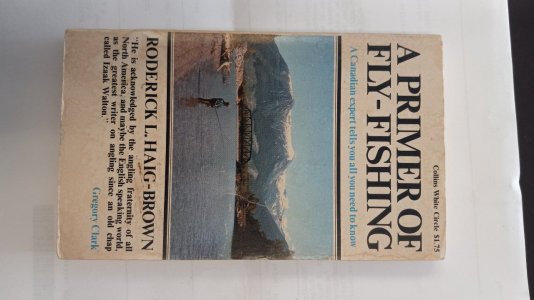 Collins White Circle $1.75
A PRIMER OF
FLY-FISHING
A Canadian expert tells you all you need to know
RODERICK L. HAIG-BROWN
"He is acknowledged by the angling fraternity of all
North America, and maybe the English speaking world,
as the greatest writer on angling since an old chap
called Izaak Walton."
Gregory Clark